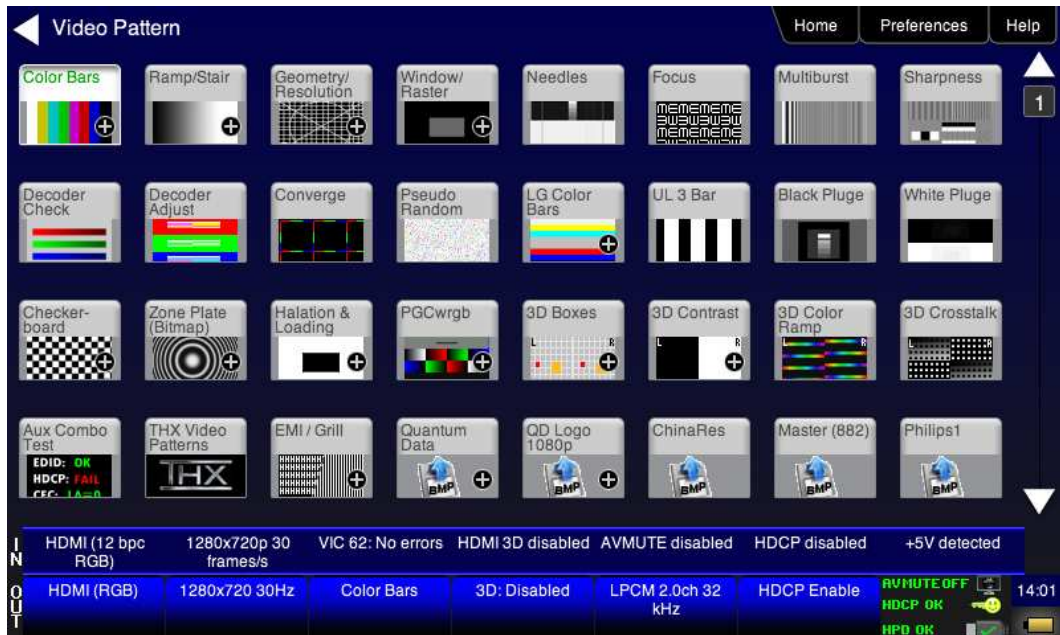 Video Pattern
Home
Preferences
Help
Color Bars
Ramp/Stair
Geometry/
Resolution
Window/
Raster
Needles
Focus
Multiburst
Sharpness
1
MEMEMEME
Decoder
Check
Decoder
Adjust
Converge
Pseudo
Random
LG Color
Bars
UL 3 Bar
Black Pluge
White Pluge
Checker-
board
Zone Plate
(Bitmap)
Halation &
Loading
PGCwrgb
3D Boxes
L R
3D Contrast
L R
3D Color
Ramp
L R
3D Crosstalk
L R
Aux Combo
Test
EDID: OK
HDCP: FAIL
CEC: LA=0
THX Video
Patterns
THX
EMI / Grill
HHHHHHH
Quantum
Data
BMP
QD Logo
1080p
BMP
ChinaRes
BMP
Master (882)
BMP
Philips1
BMP
IN
HDMI (12 bpc
RGB)
1280x720p 30
frames/s
VIC 62: No errors
HDMI 3D disabled
AVMUTE disabled
HDCP disabled
+5V detected
OUT
HDMI (RGB)
1280x720 30Hz
Color Bars
3D: Disabled
LPCM 2.0ch 32
kHz
HDCP Enable
AVMUTE OFF
HDCP OK
HPD OK
14:01